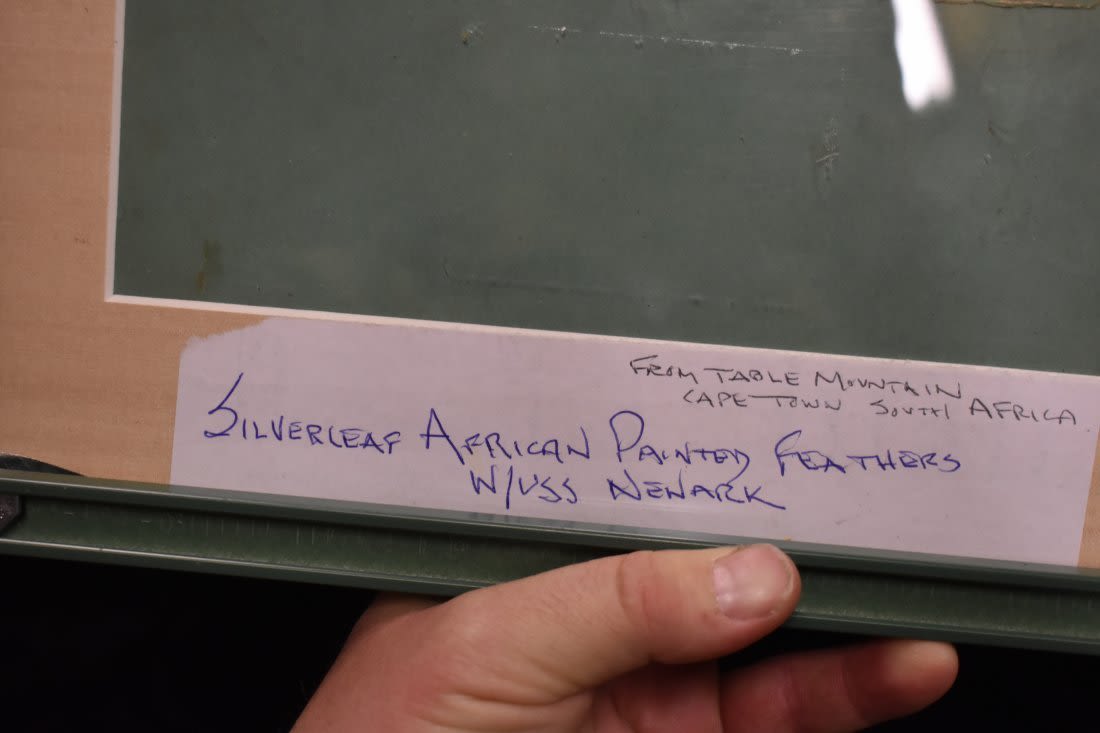 FROM TABLE MOUNTAIN
CAPE TOWN SOUTH AFRICA
SILVERLEAF AFRICAN PAINTED FEATHERS
W/USS NEWARK